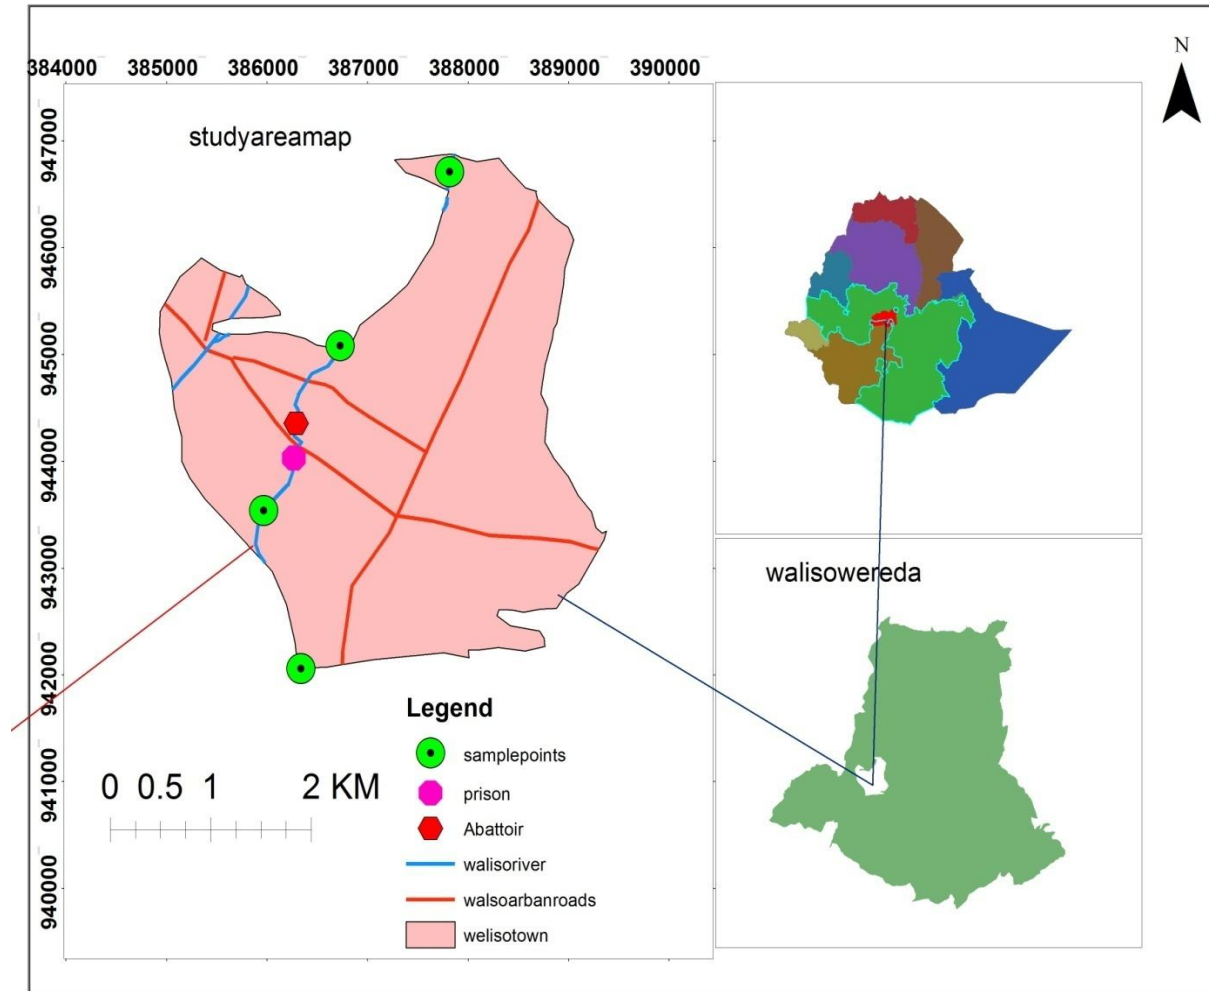 N
384000 385000 386000 387000 388000 389000 390000
studyareamap
947000
946000
945000
944000
943000
942000
941000
940000
walisowereda
Legend
samplepoints
prison
Abattoir
walisoriver
walsoarbanroads
welisotown
0 0.5 1 2 KM